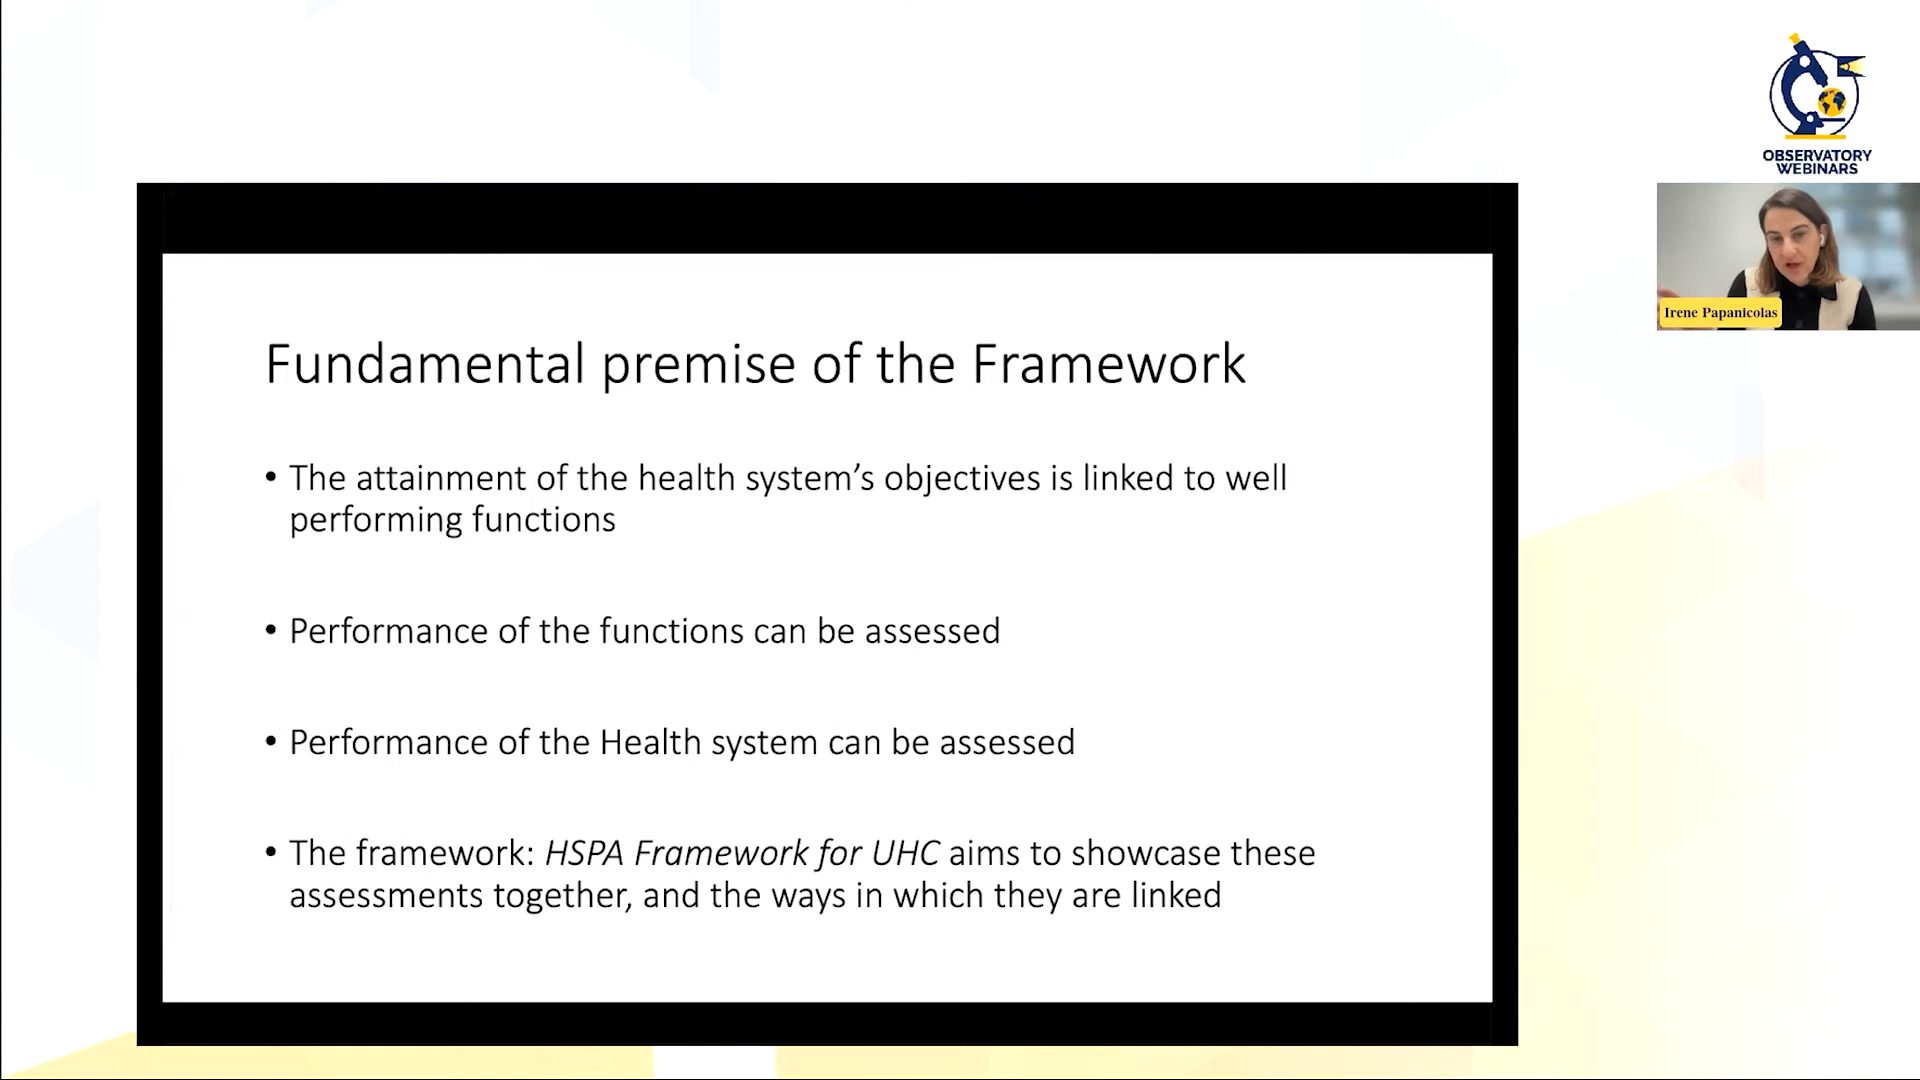 OBSERVATORY
WEBINARS
Irene Papanicolas
Fundamental premise of the Framework
• The attainment of the health system’s objectives is linked to well
performing functions
• Performance of the functions can be assessed
• Performance of the Health system can be assessed
• The framework: HSPA Framework for UHC aims to showcase these
assessments together, and the ways in which they are linked